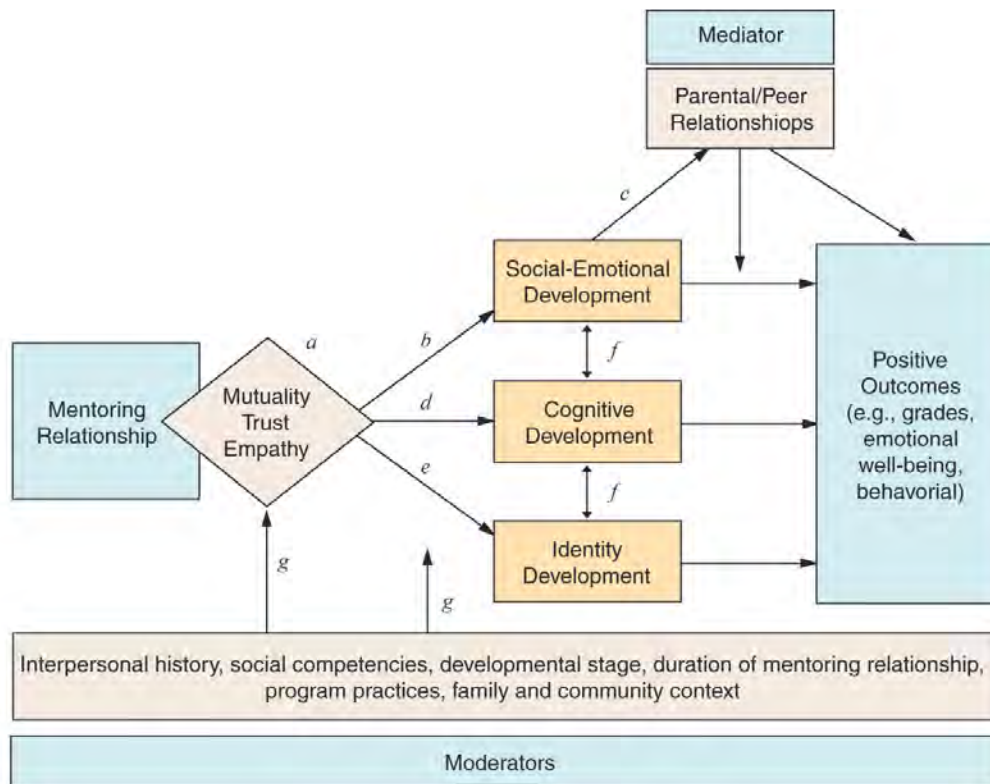 Mediator
Parental/Peer
Relationshiops
c
Social-Emotional
Development
a
b
f
Mentoring
Relationship
Mutuality
Trust
Empathy
d
Cognitive
Development
Positive
Outcomes
(e.g., grades,
emotional
well-being,
behavorial)
e
f
Identity
Development
g
g
Interpersonal history, social competencies, developmental stage, duration of mentoring relationship,
program practices, family and community context
Moderators